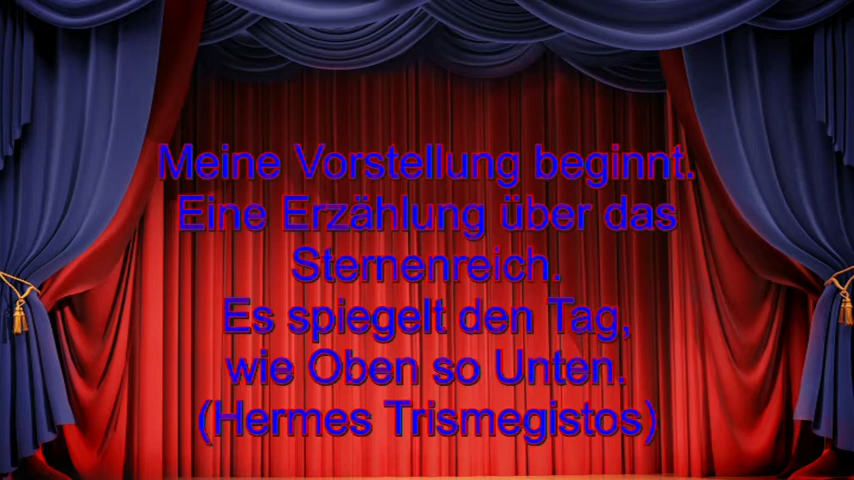 Meine Vorstellung beginnt.
Eine Erzählung über das
Sternenreich.
Es spiegelt den Tag,
wie Oben so Unten.
(Hermes Trismegistos)